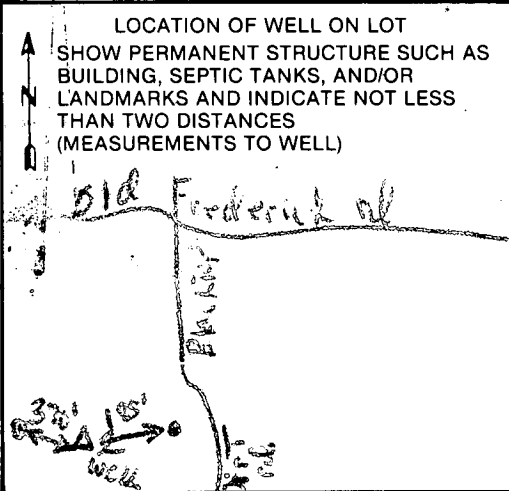 LOCATION OF WELL ON LOT
SHOW PERMANENT STRUCTURE SUCH AS
BUILDING, SEPTIC TANKS, AND/OR
LANDMARKS AND INDICATE NOT LESS
THAN TWO DISTANCES
(MEASUREMENTS TO WELL)
N
Old Frederick rd
well
rd